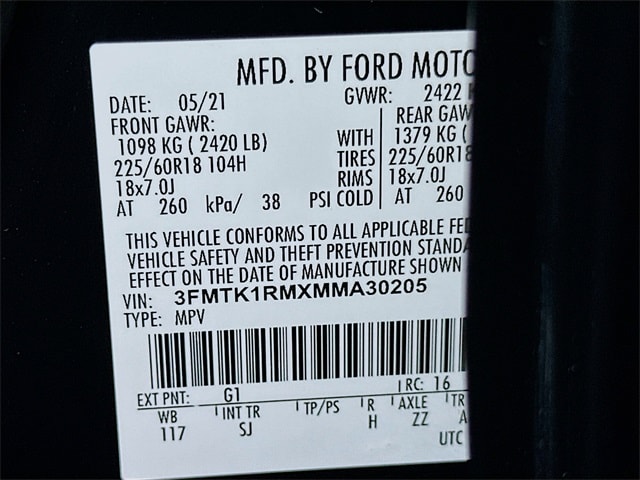 MFD. BY FORD MOTO
DATE: 05/21 GVWR: 2422
FRONT GAWR: REAR GAW
1098 KG ( 2420 LB) WITH 1379 KG (
225/60R18 104H TIRES 225/60R18
18x7.0J RIMS 18x7.0J
AT 260 kPa/ 38 PSI COLD AT 260
THIS VEHICLE CONFORMS TO ALL APPLICABLE FED
VEHICLE SAFETY AND THEFT PREVENTION STANDA
EFFECT ON THE DATE OF MANUFACTURE SHOWN
VIN: 3FMTK1RMXMMA30205
TYPE: MPV
EXT PNT: G1 RC: 16
WB INT TR TP/PS R AXLE TR
117 SJ H ZZ A
UTC